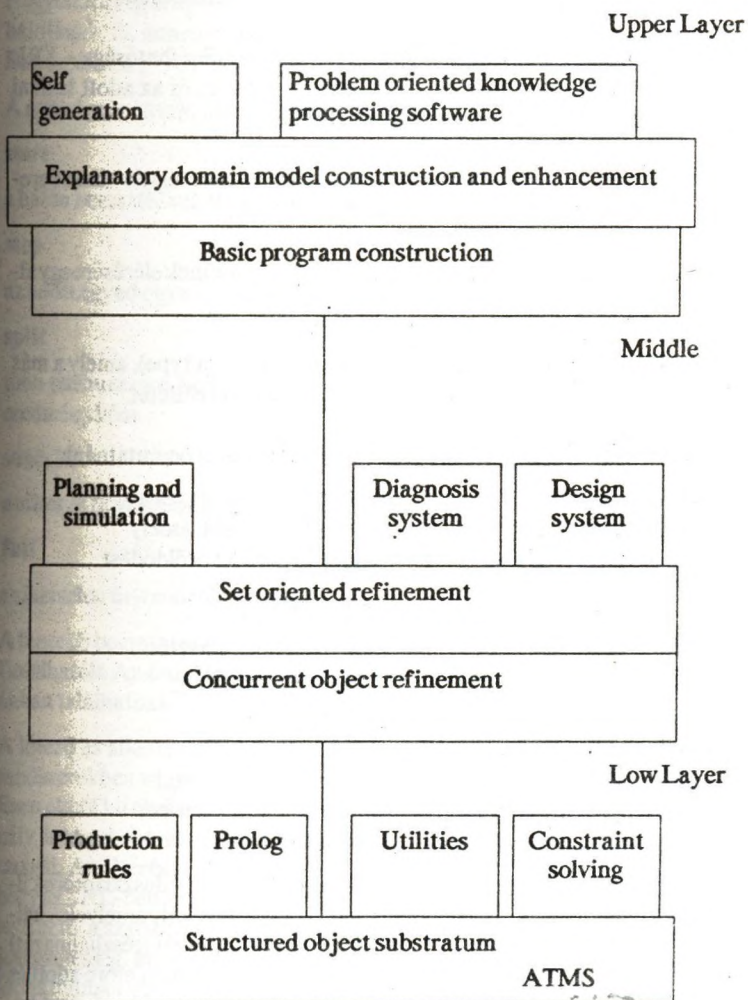 Upper Layer
Self
generation
Problem oriented knowledge
processing software
Explanatory domain model construction and enhancement
Basic program construction
Middle
Planning and
simulation
Diagnosis
system
Design
system
Set oriented refinement
Concurrent object refinement
Low Layer
Production
rules
Prolog
Utilities
Constraint
solving
Structured object substratum
ATMS